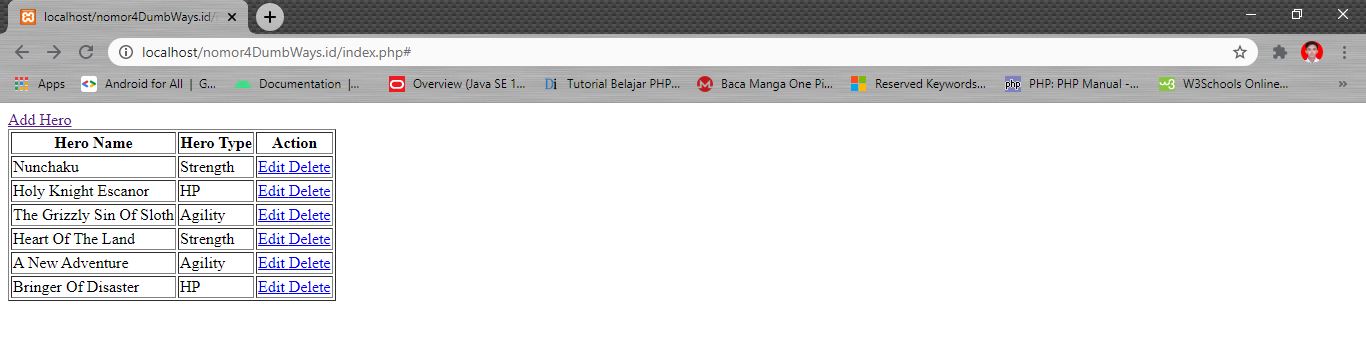 localhost/nomor4DumbWays.id/
localhost/nomor4DumbWays.id/index.php#
Apps Android for All | G... Documentation |... Overview (Java SE 1... Tutorial Belajar PHP... Baca Manga One Pi... Reserved Keywords... PHP: PHP Manual -... W3Schools Online...
Add Hero
Hero Name Hero Type Action
Nunchaku Strength Edit Delete
Holy Knight Escanor HP Edit Delete
The Grizzly Sin Of Sloth Agility Edit Delete
Heart Of The Land Strength Edit Delete
A New Adventure Agility Edit Delete
Bringer Of Disaster HP Edit Delete